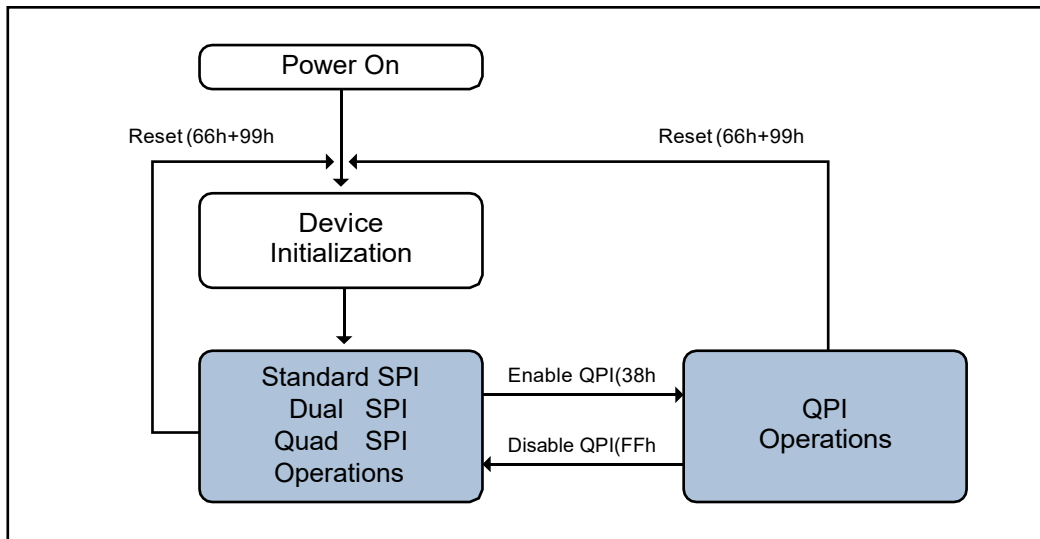 Power On
Reset (66h+99h
Reset (66h+99h
Device
Initialization
Standard SPI
Dual SPI
Quad SPI
Operations
Enable QPI(38h
Disable QPI(FFh
QPI
Operations